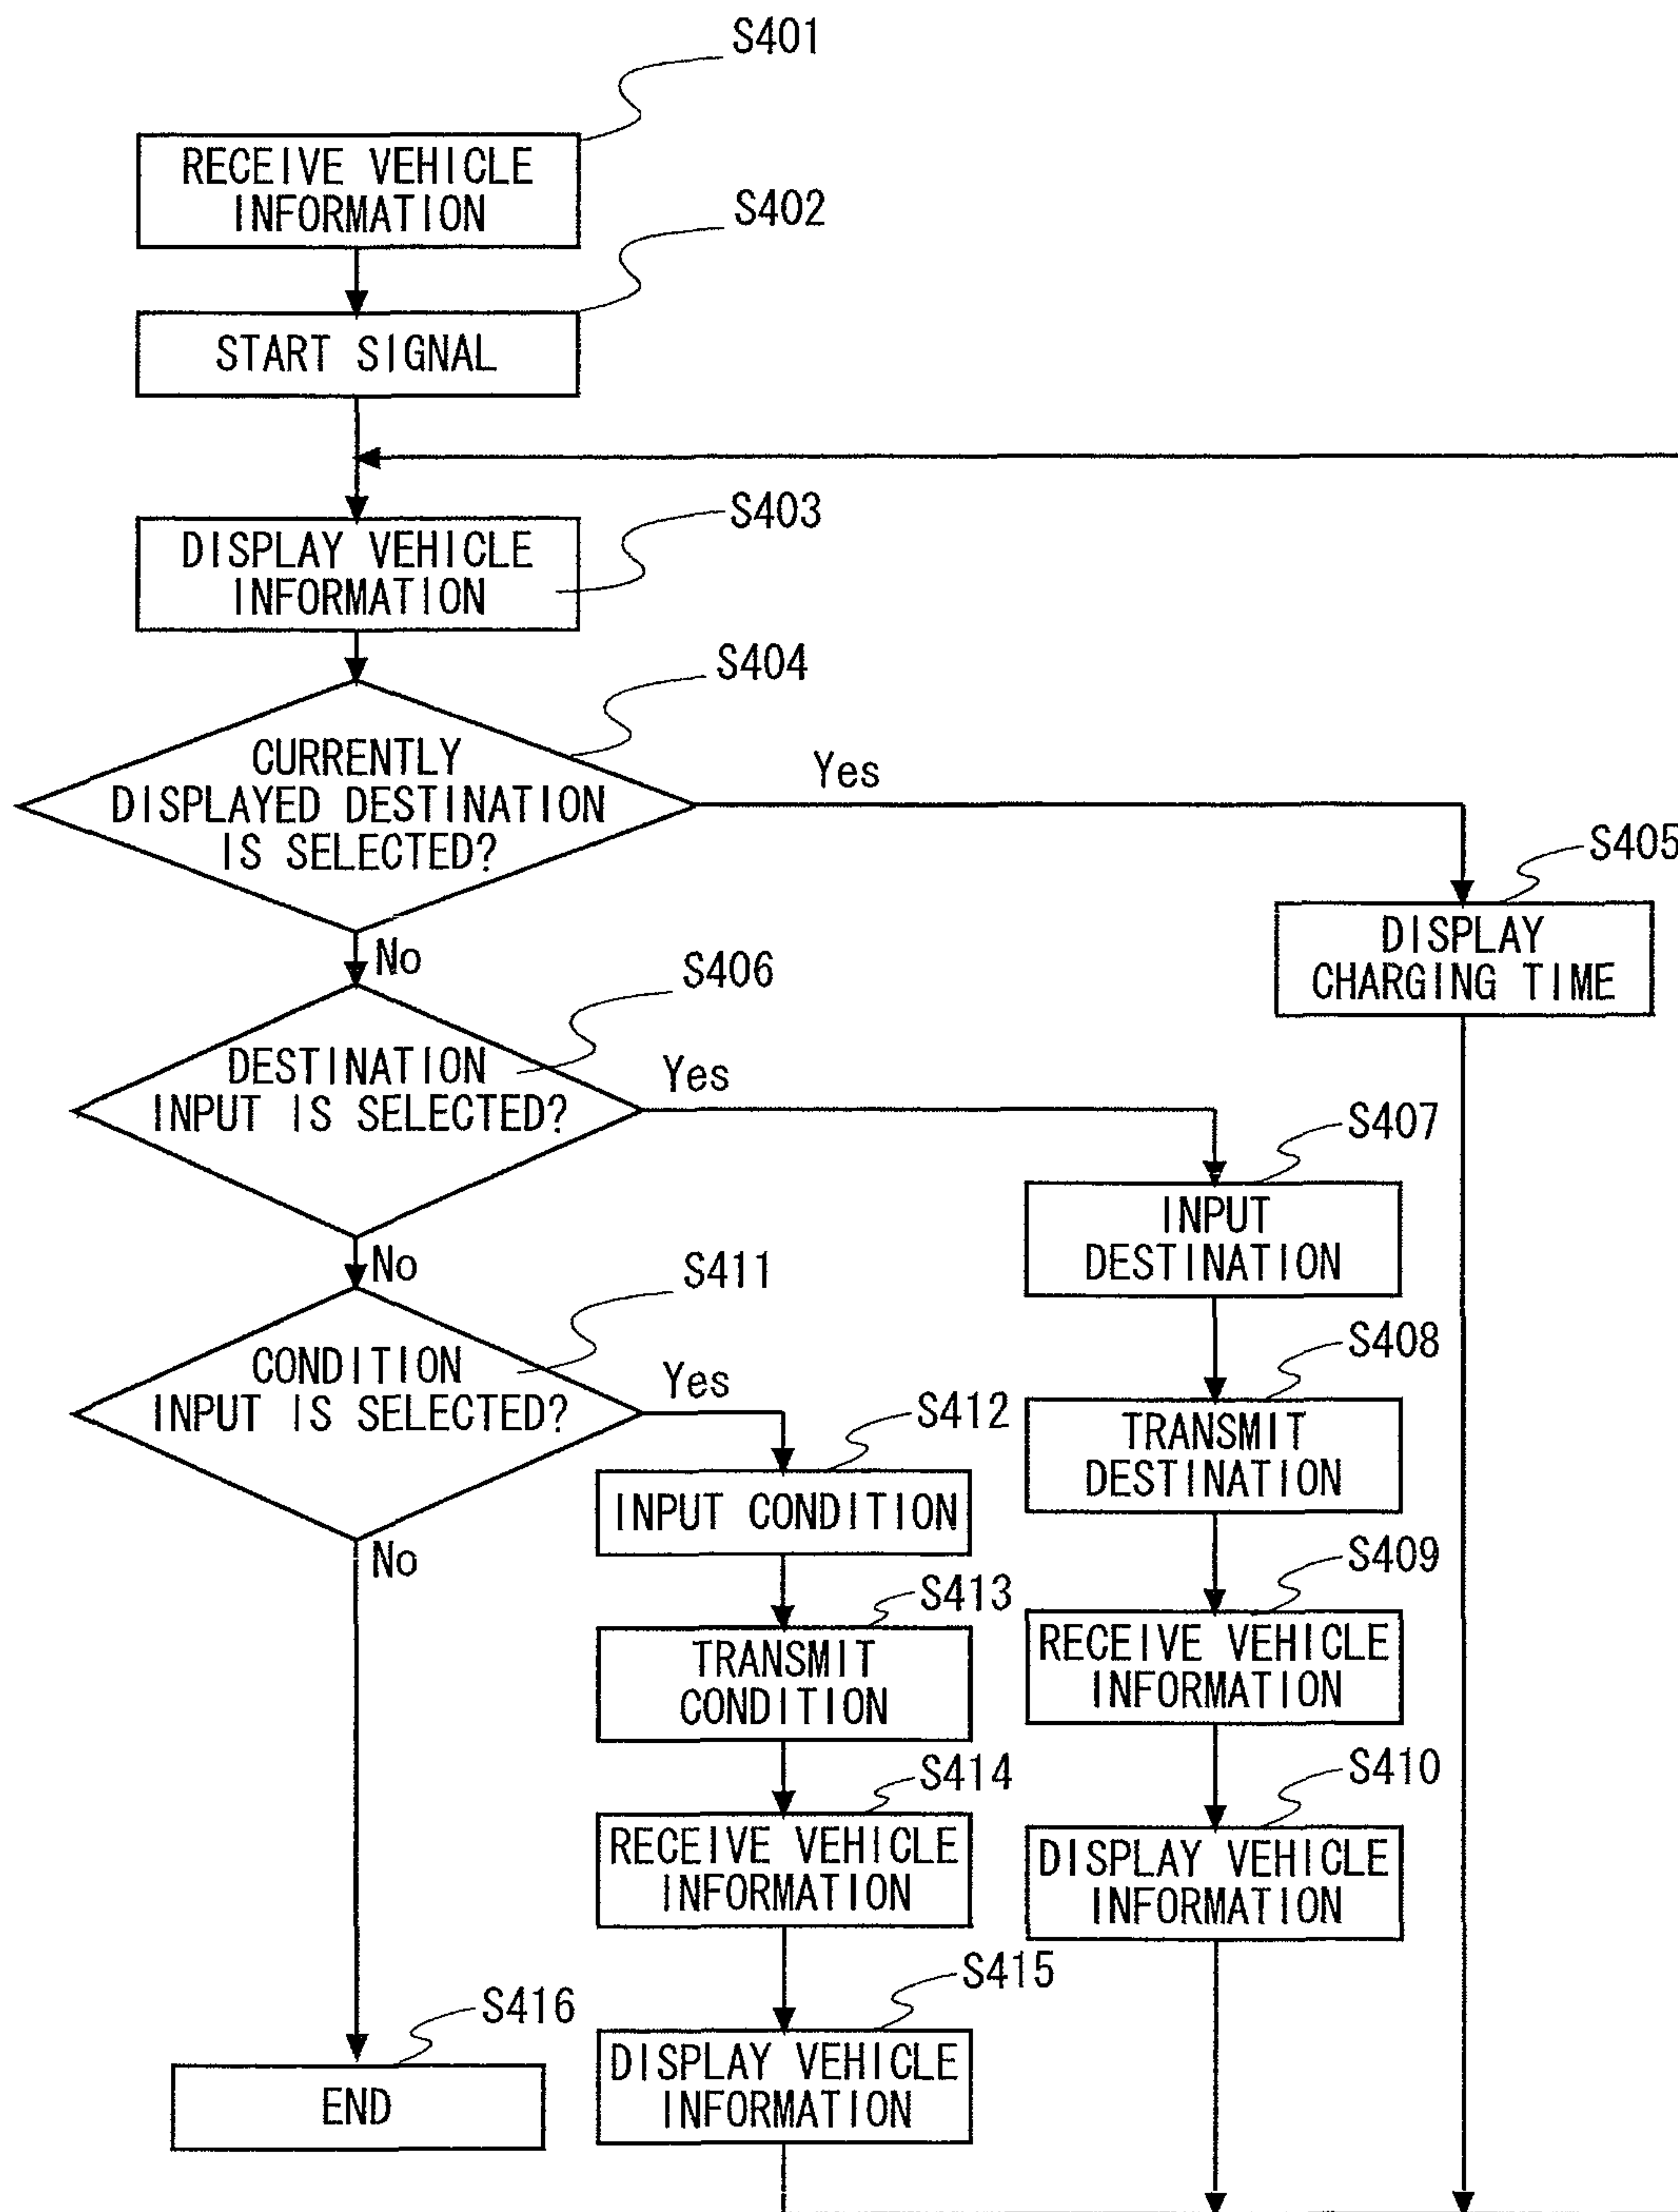 S401
RECEIVE VEHICLE
INFORMATION
S402
START SIGNAL
S403
DISPLAY VEHICLE
INFORMATION
S404
CURRENTLY
DISPLAYED DESTINATION
IS SELECTED?
Yes
S405
DISPLAY
CHARGING TIME
No
S406
DESTINATION
INPUT IS SELECTED?
Yes
S407
INPUT
DESTINATION
No
S411
CONDITION
INPUT IS SELECTED?
Yes
S408
TRANSMIT
DESTINATION
S412
INPUT CONDITION
No
S409
RECEIVE VEHICLE
INFORMATION
S413
TRANSMIT
CONDITION
S410
DISPLAY VEHICLE
INFORMATION
S414
RECEIVE VEHICLE
INFORMATION
S415
DISPLAY VEHICLE
INFORMATION
S416
END